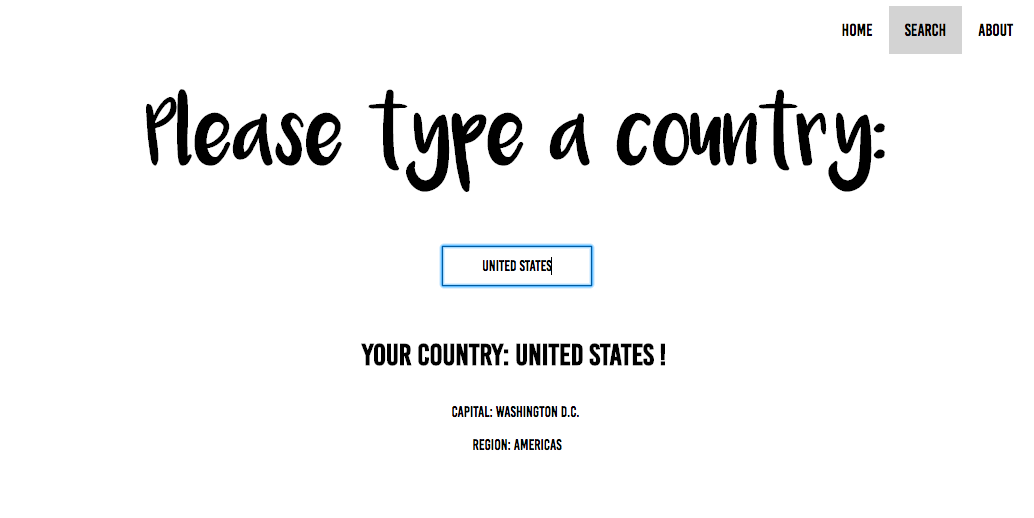 HOME SEARCH ABOUT
Please type a country:
UNITED STATES
YOUR COUNTRY: UNITED STATES !
CAPITAL: WASHINGTON D.C.
REGION: AMERICAS